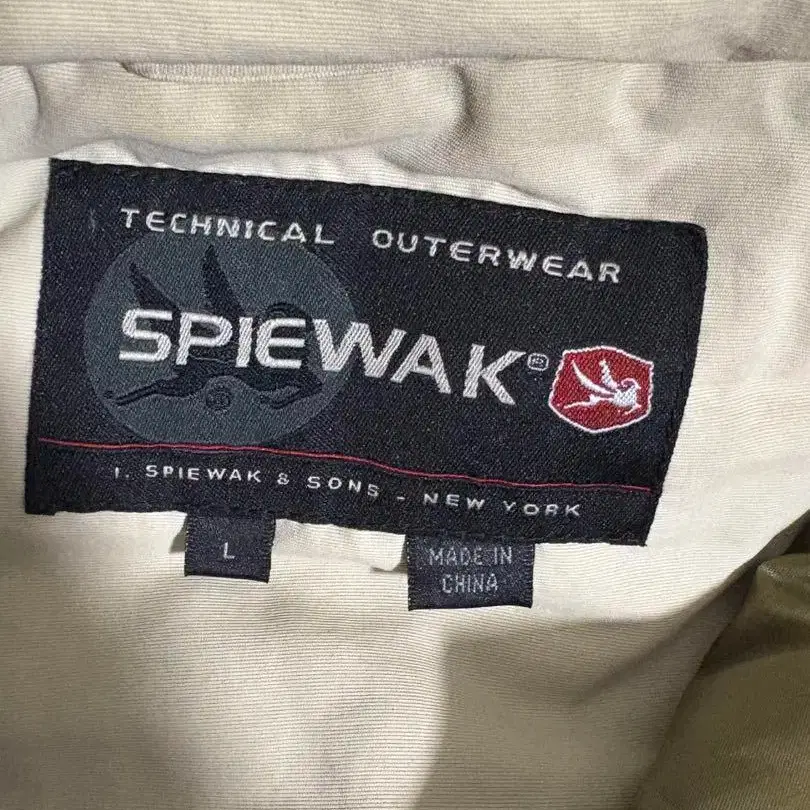 TECHNICAL OUTERWEAR
SPIEWAK®
I. SPIEWAK & SONS - NEW YORK
L
MADE IN
CHINA